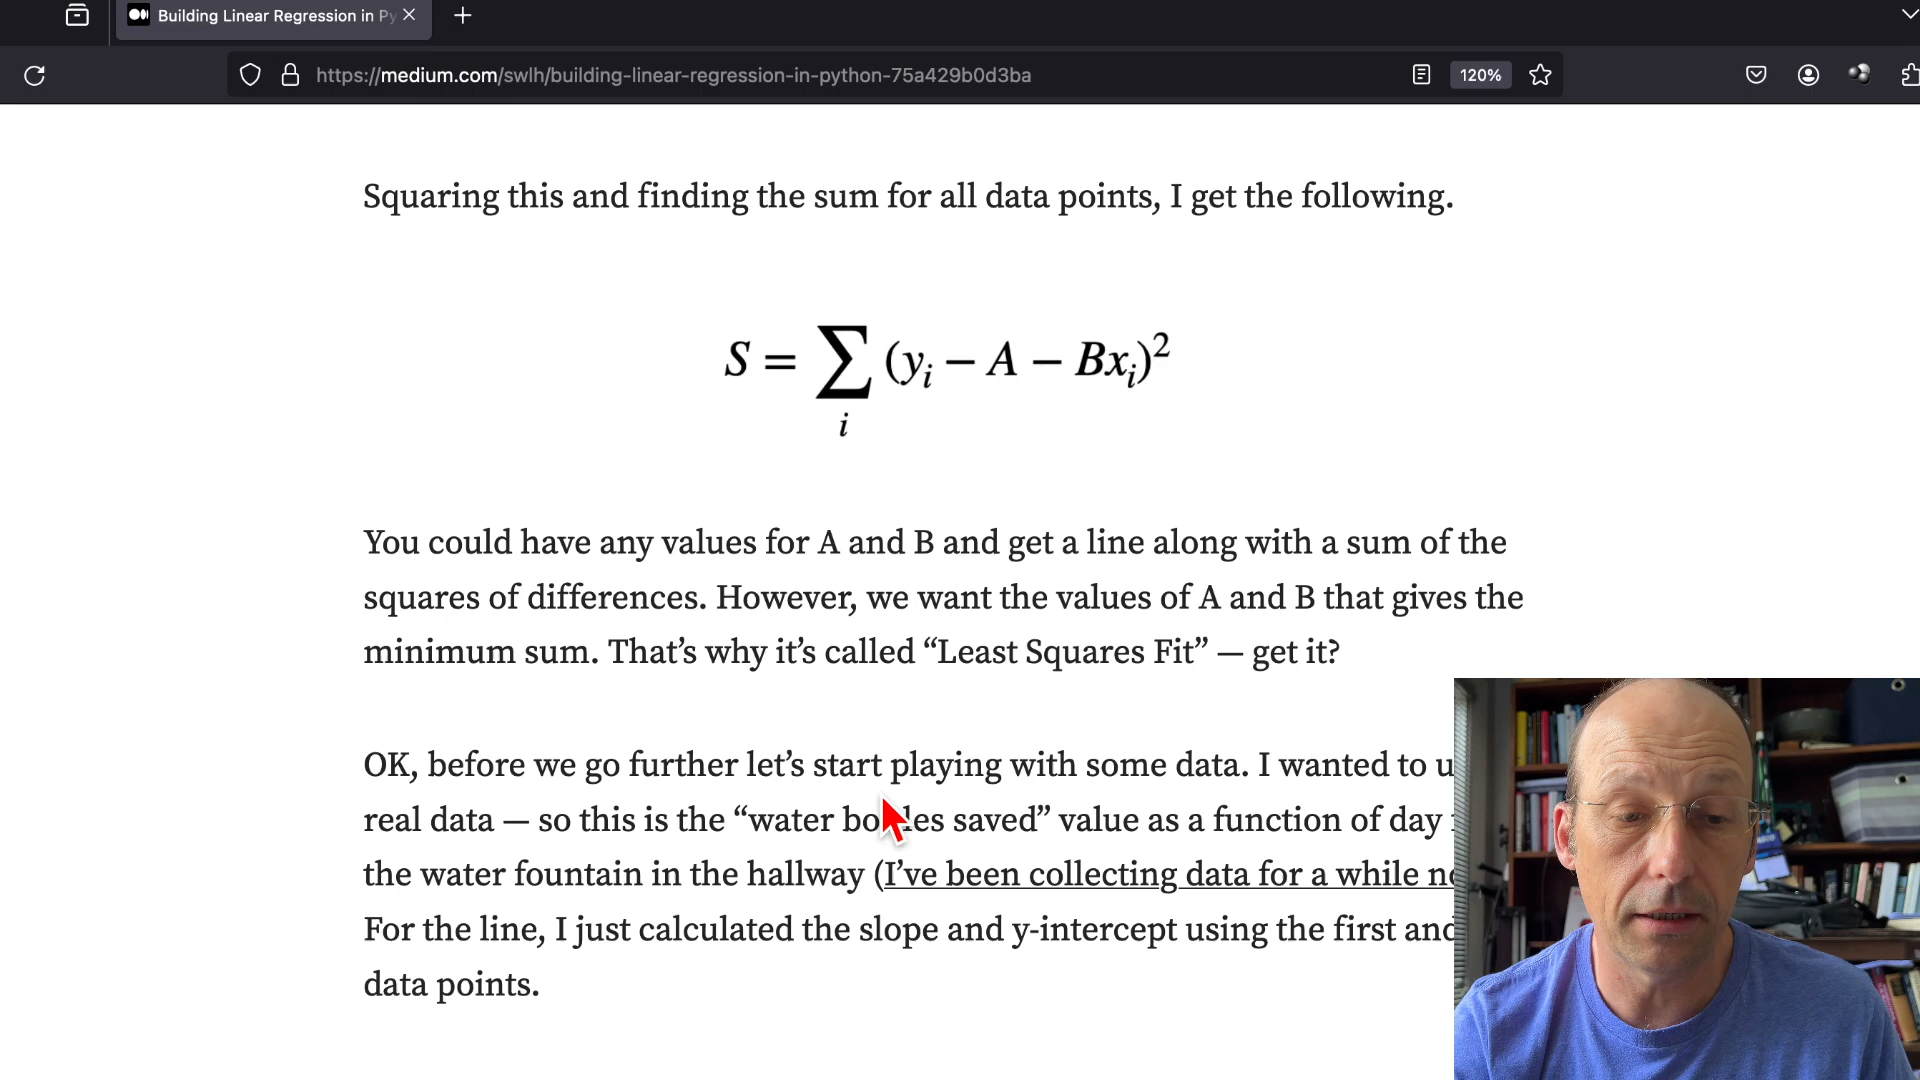 Building Linear Regression in Py
https://medium.com/swlh/building-linear-regression-in-python-75a429b0d3ba
120%
Squaring this and finding the sum for all data points, I get the following.
S = ∑ (yᵢ − A − Bxᵢ)²
i
You could have any values for A and B and get a line along with a sum of the
squares of differences. However, we want the values of A and B that gives the
minimum sum. That’s why it’s called “Least Squares Fit” — get it?
OK, before we go further let’s start playing with some data. I wanted to u
real data — so this is the “water bo les saved” value as a function of day
the water fountain in the hallway (I’ve been collecting data for a while no
For the line, I just calculated the slope and y-intercept using the first and
data points.